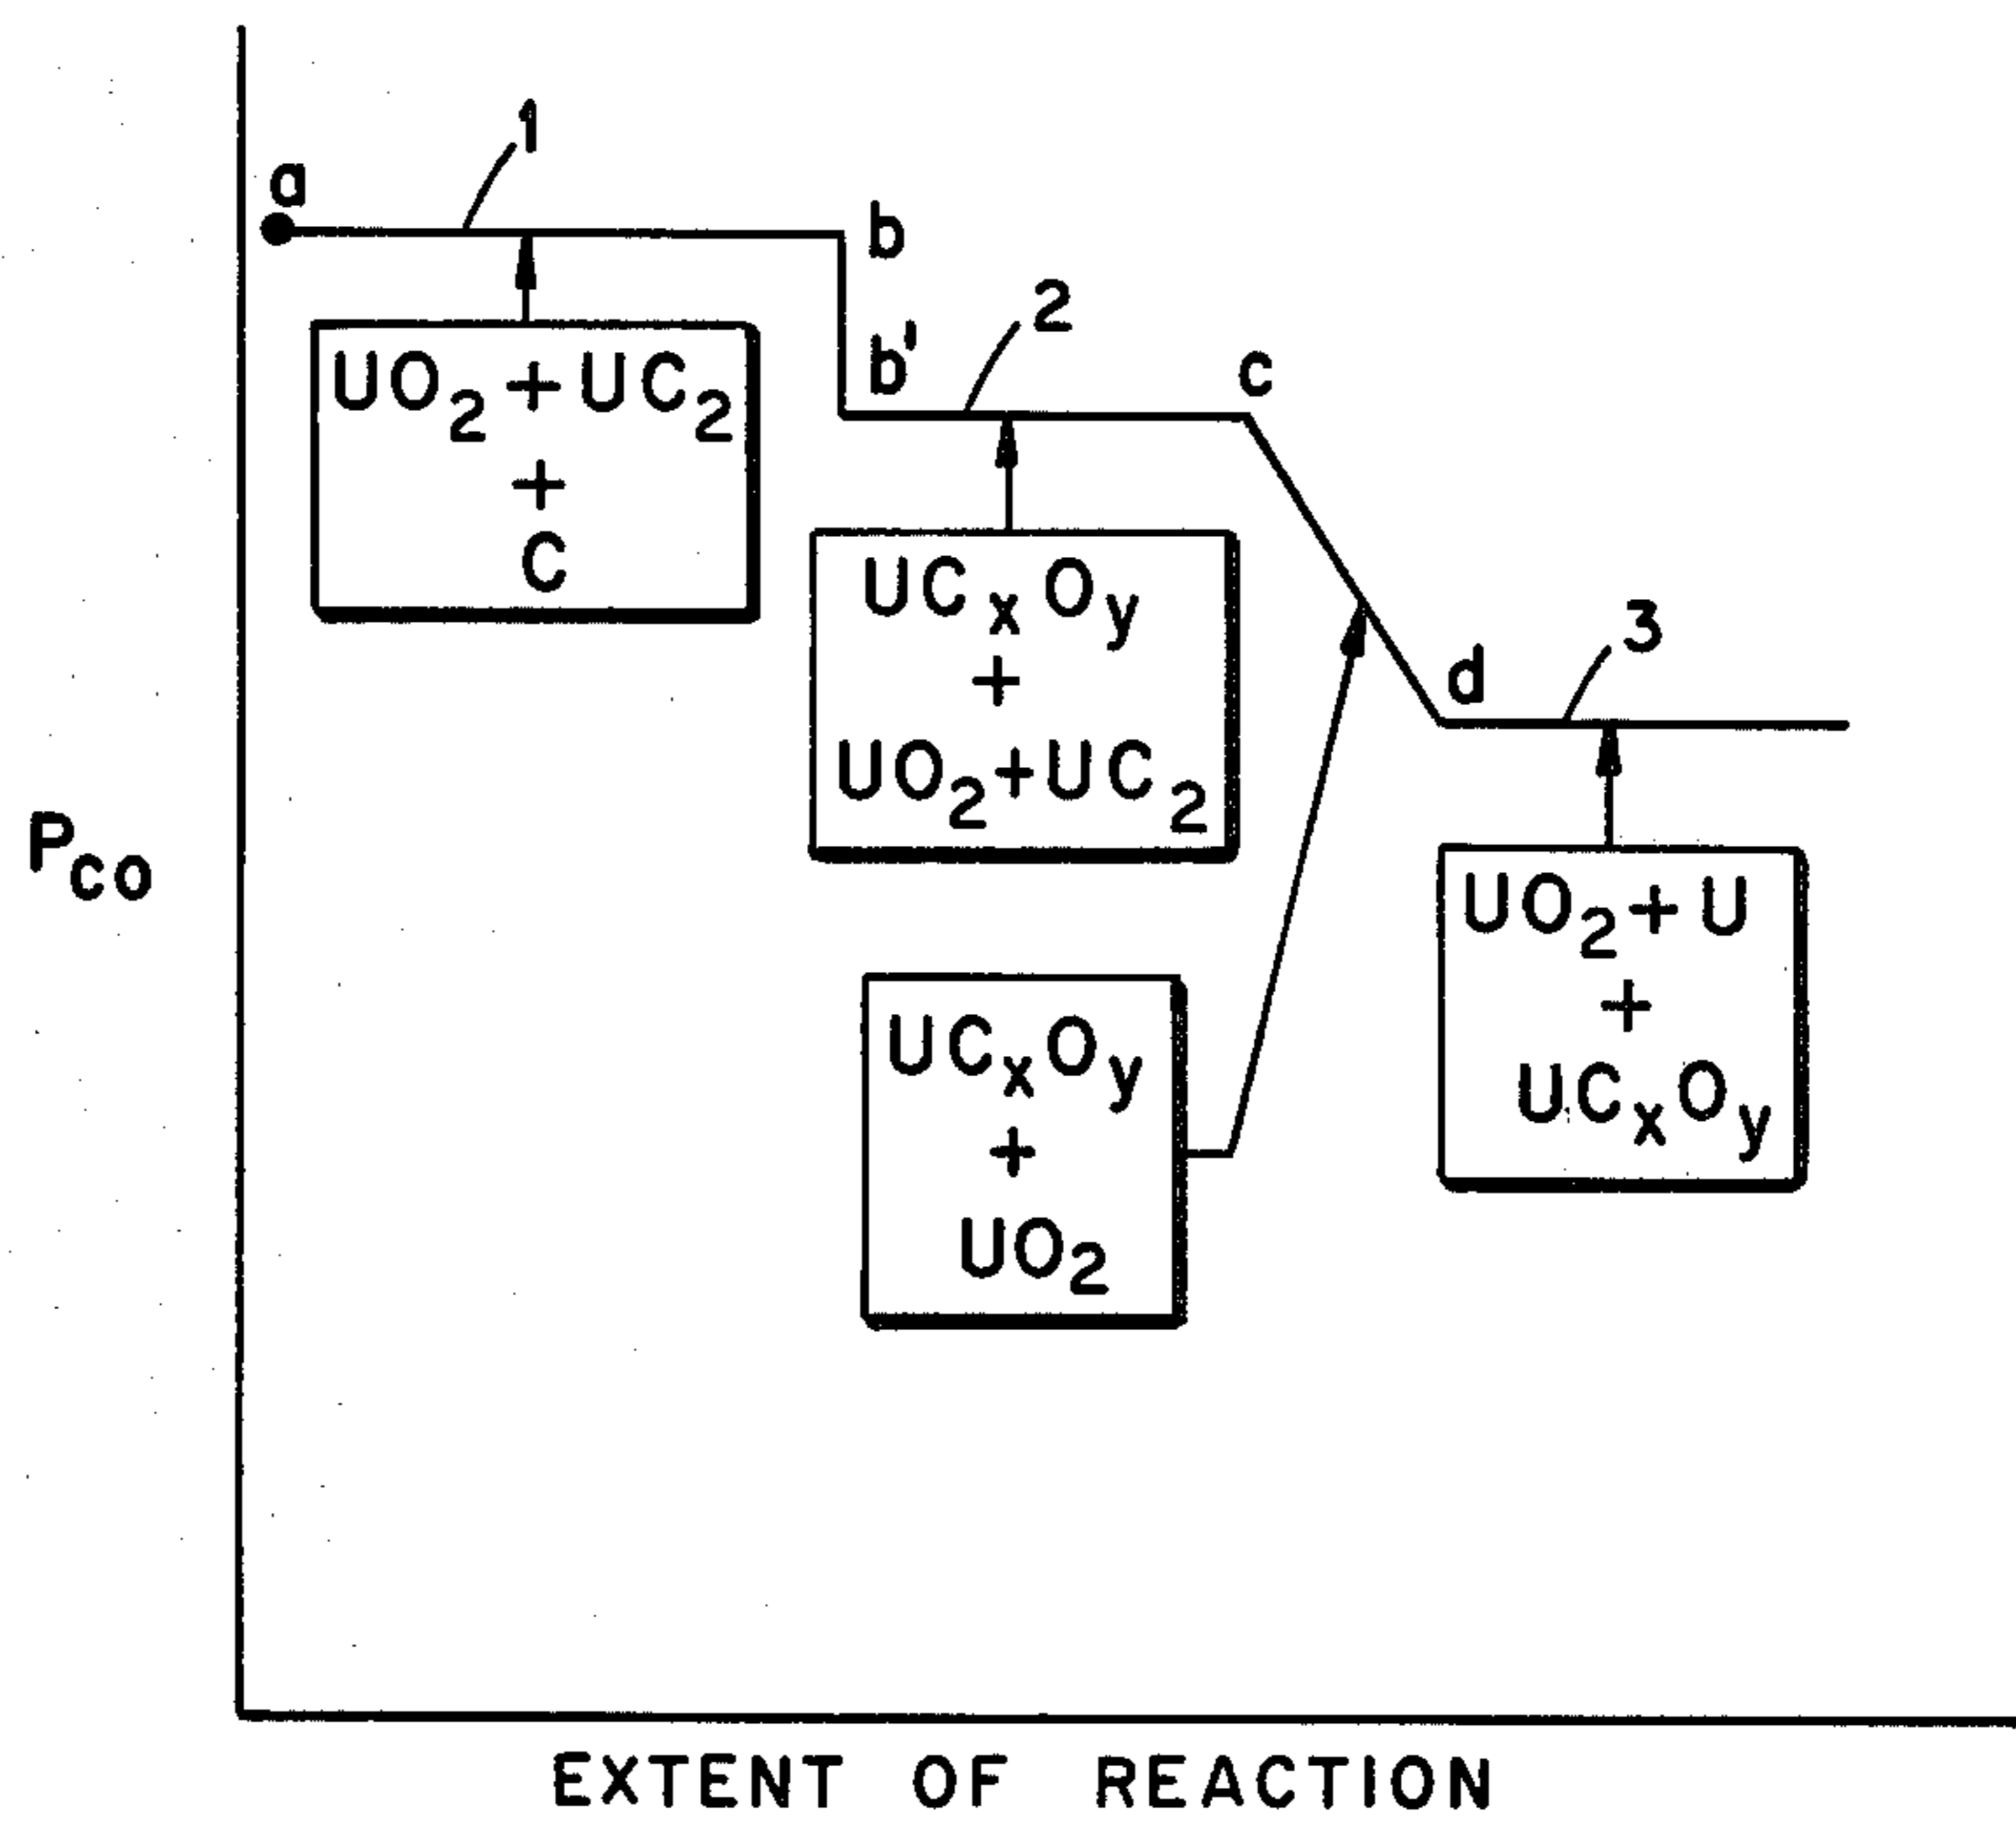 1
a
b
UO2+UC2
+
C
2
b'
c
UCxOy
+
UO2+UC2
3
d
PCO
UO2+U
+
UCxOy
UCxOy
+
UO2
EXTENT OF REACTION